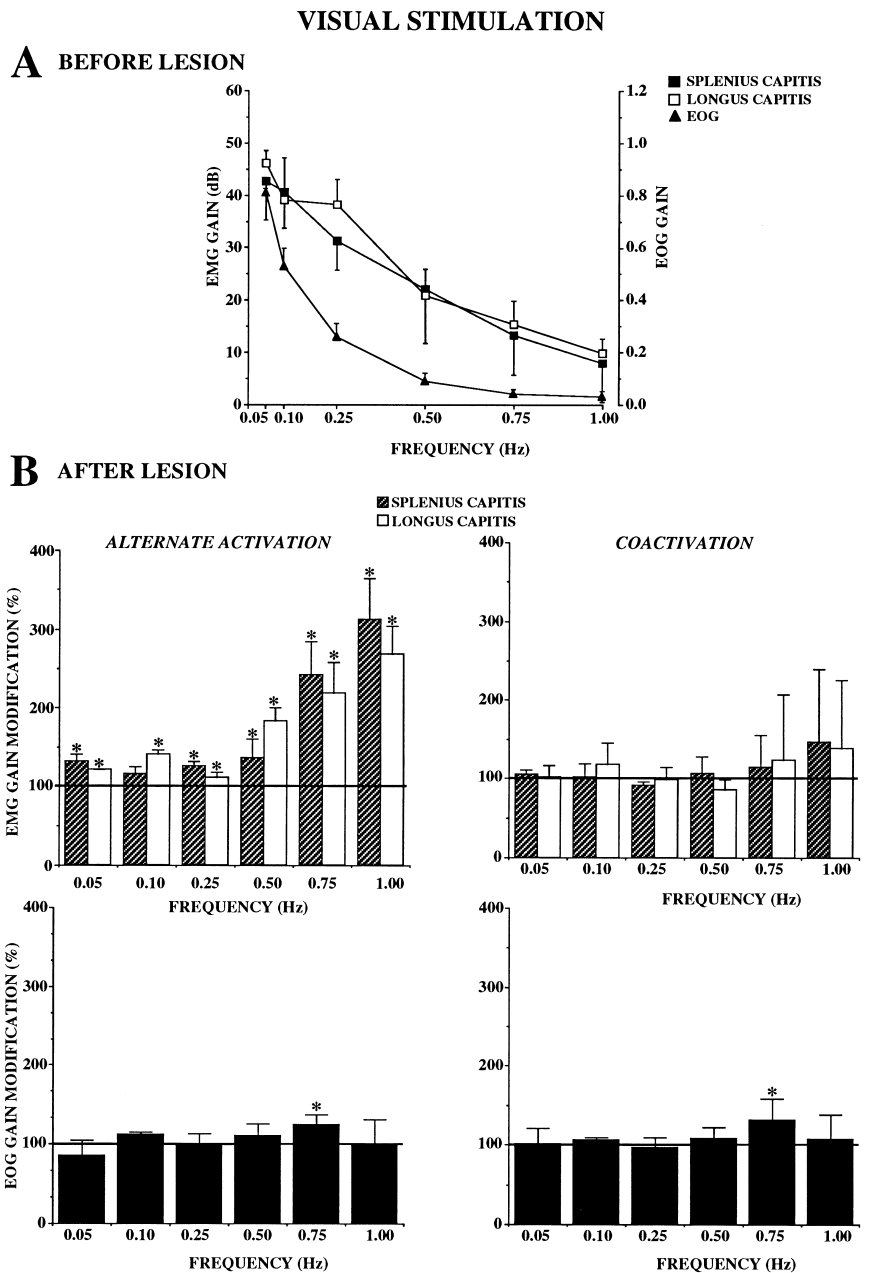 VISUAL STIMULATION
A BEFORE LESION
SPLENIUS CAPITIS
LONGUS CAPITIS
EOG
EMG GAIN (dB)
60
50
40
30
20
10
0
EOG GAIN
1.2
1.0
0.8
0.6
0.4
0.2
0.0
0.05 0.10 0.25 0.50 0.75 1.00
FREQUENCY (Hz)
B AFTER LESION
SPLENIUS CAPITIS
LONGUS CAPITIS
ALTERNATE ACTIVATION
EMG GAIN MODIFICATION (%)
400
300
200
100
0
* * * * * * * * * * *
0.05 0.10 0.25 0.50 0.75 1.00
FREQUENCY (Hz)
COACTIVATION
400
300
200
100
0
0.05 0.10 0.25 0.50 0.75 1.00
FREQUENCY (Hz)
EOG GAIN MODIFICATION (%)
400
300
200
100
0
*
0.05 0.10 0.25 0.50 0.75 1.00
FREQUENCY (Hz)
400
300
200
100
0
*
0.05 0.10 0.25 0.50 0.75 1.00
FREQUENCY (Hz)